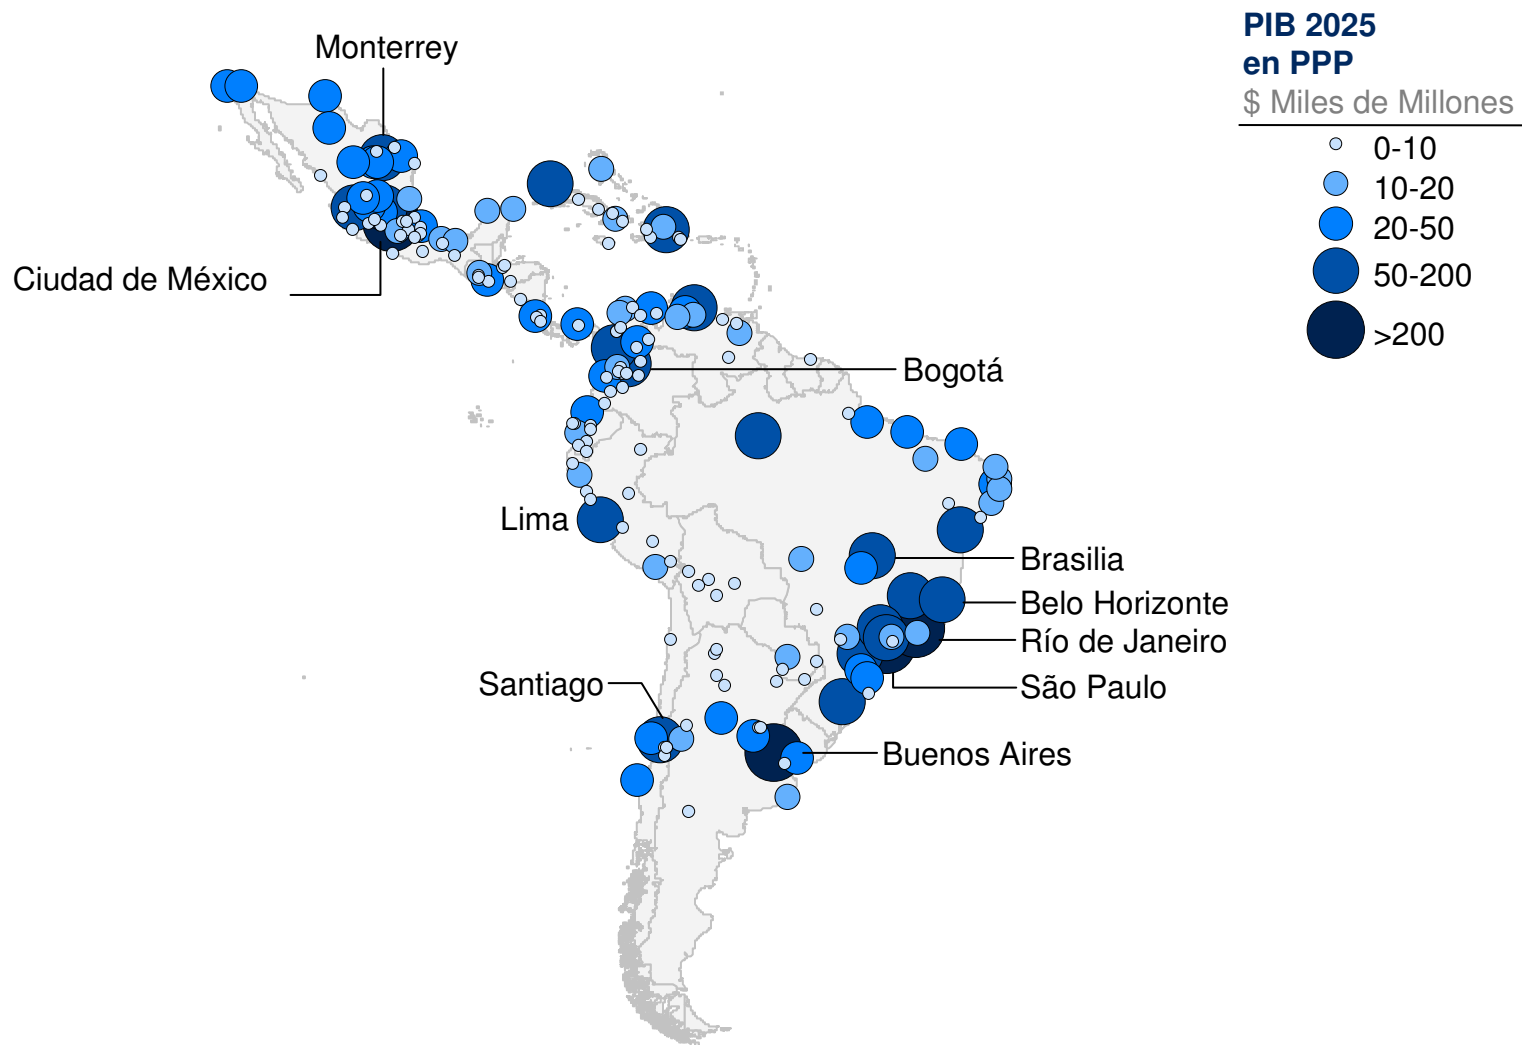 PIB 2025
en PPP
$ Miles de Millones
0-10
10-20
20-50
50-200
>200
Monterrey
Ciudad de México
Bogotá
Lima
Brasilia
Belo Horizonte
Río de Janeiro
São Paulo
Santiago
Buenos Aires